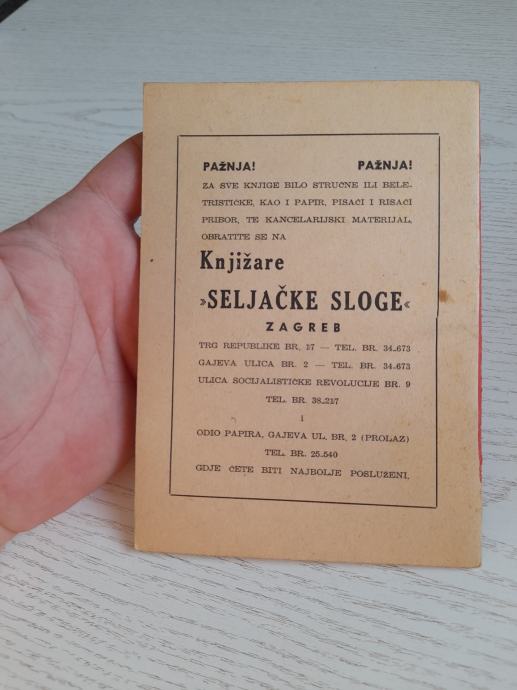 PAŽNJA! PAŽNJA!
ZA SVE KNJIGE BILO STRUČNE ILI BELE-
TRISTIČKE, KAO I PAPIR, PISAĆI I RISAĆI
PRIBOR, TE KANCELARIJSKI MATERIJAL,
OBRATITE SE NA
Knjižare
»SELJAČKE SLOGE«
ZAGREB
TRG REPUBLIKE BR. 17 — TEL. BR. 34-673
GAJEVA ULICA BR. 2 — TEL. BR. 34-673
ULICA SOCIJALISTIČKE REVOLUCIJE BR. 9
TEL. BR. 38-217
i
ODIO PAPIRA, GAJEVA UL. BR, 2 (PROLAZ)
TEL. BR. 25-540
GDJE ĆETE BITI NAJBOLJE POSLUŽENI.